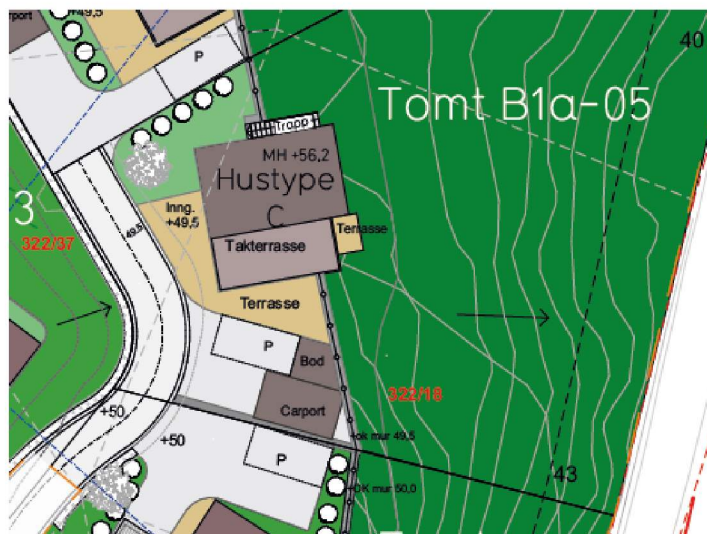 +49,5
P
40
Tomt B1a-05
Trapp
MH +56,2
Hustype
C
Inng.
+49,5
3
322/37
49,5
Takterrasse
Terrasse
Terrasse
P
Bod
322/18
Carport
+50
+50
+ok mur 49,5
P
43
+OK mur 50,0